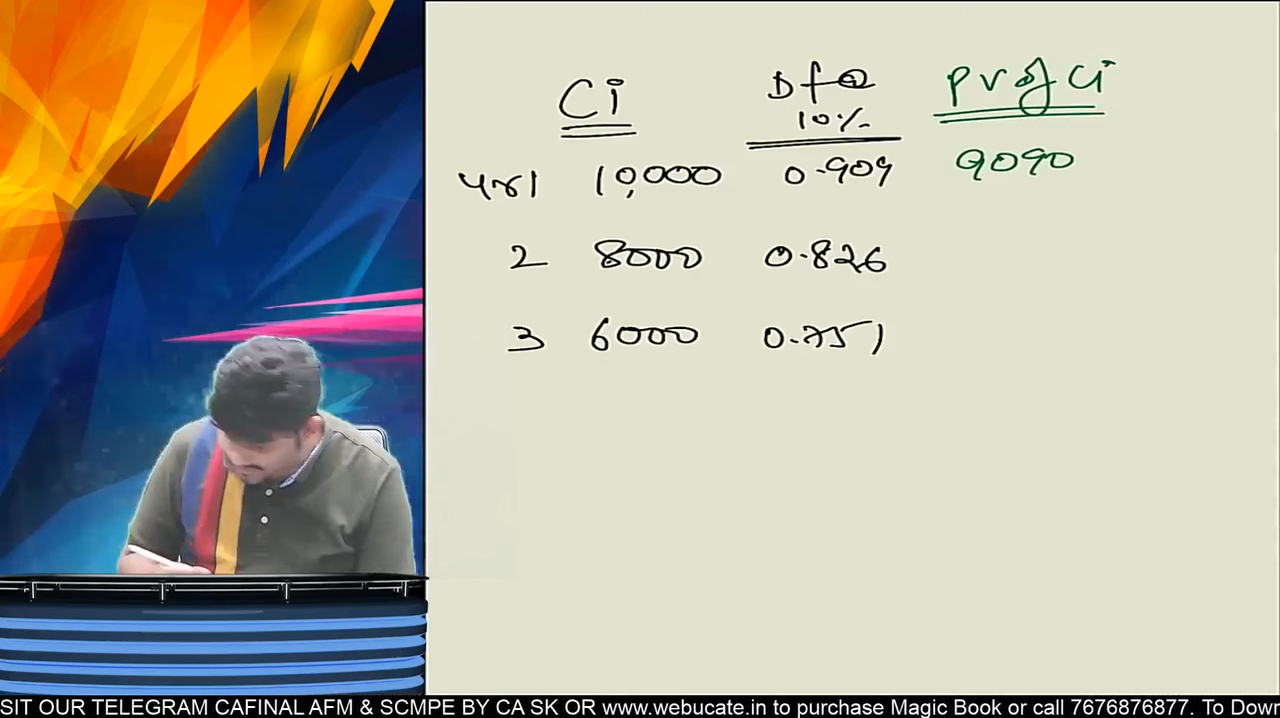 Ci Df@ 10% PV of Ci
Yr1 10,000 0.909 9090
2 8000 0.826
3 6000 0.751
SIT OUR TELEGRAM CAFINAL AFM & SCMPE BY CA SK OR www.webucate.in to purchase Magic Book or call 7676876877. To Down